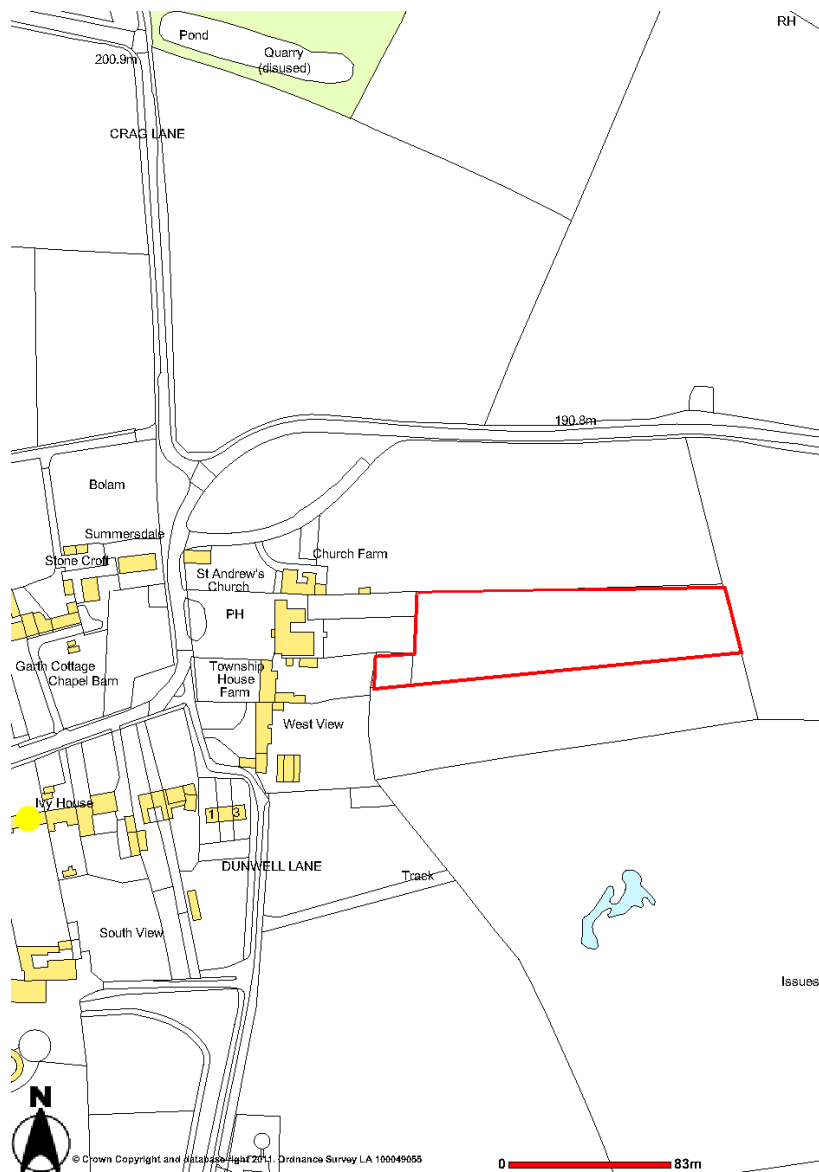 RH
Pond
Quarry
(disused)
200.9m
CRAG LANE
190.8m
Bolam
Summersdale
Stone Croft
Church Farm
St Andrew's
Church
PH
Garth Cottage
Chapel Barn
Township
House
Farm
West View
Ivy House
1 3
DUNWELL LANE
Track
South View
Issues
N
© Crown Copyright and database right 2011. Ordnance Survey LA 100049055
0 83m